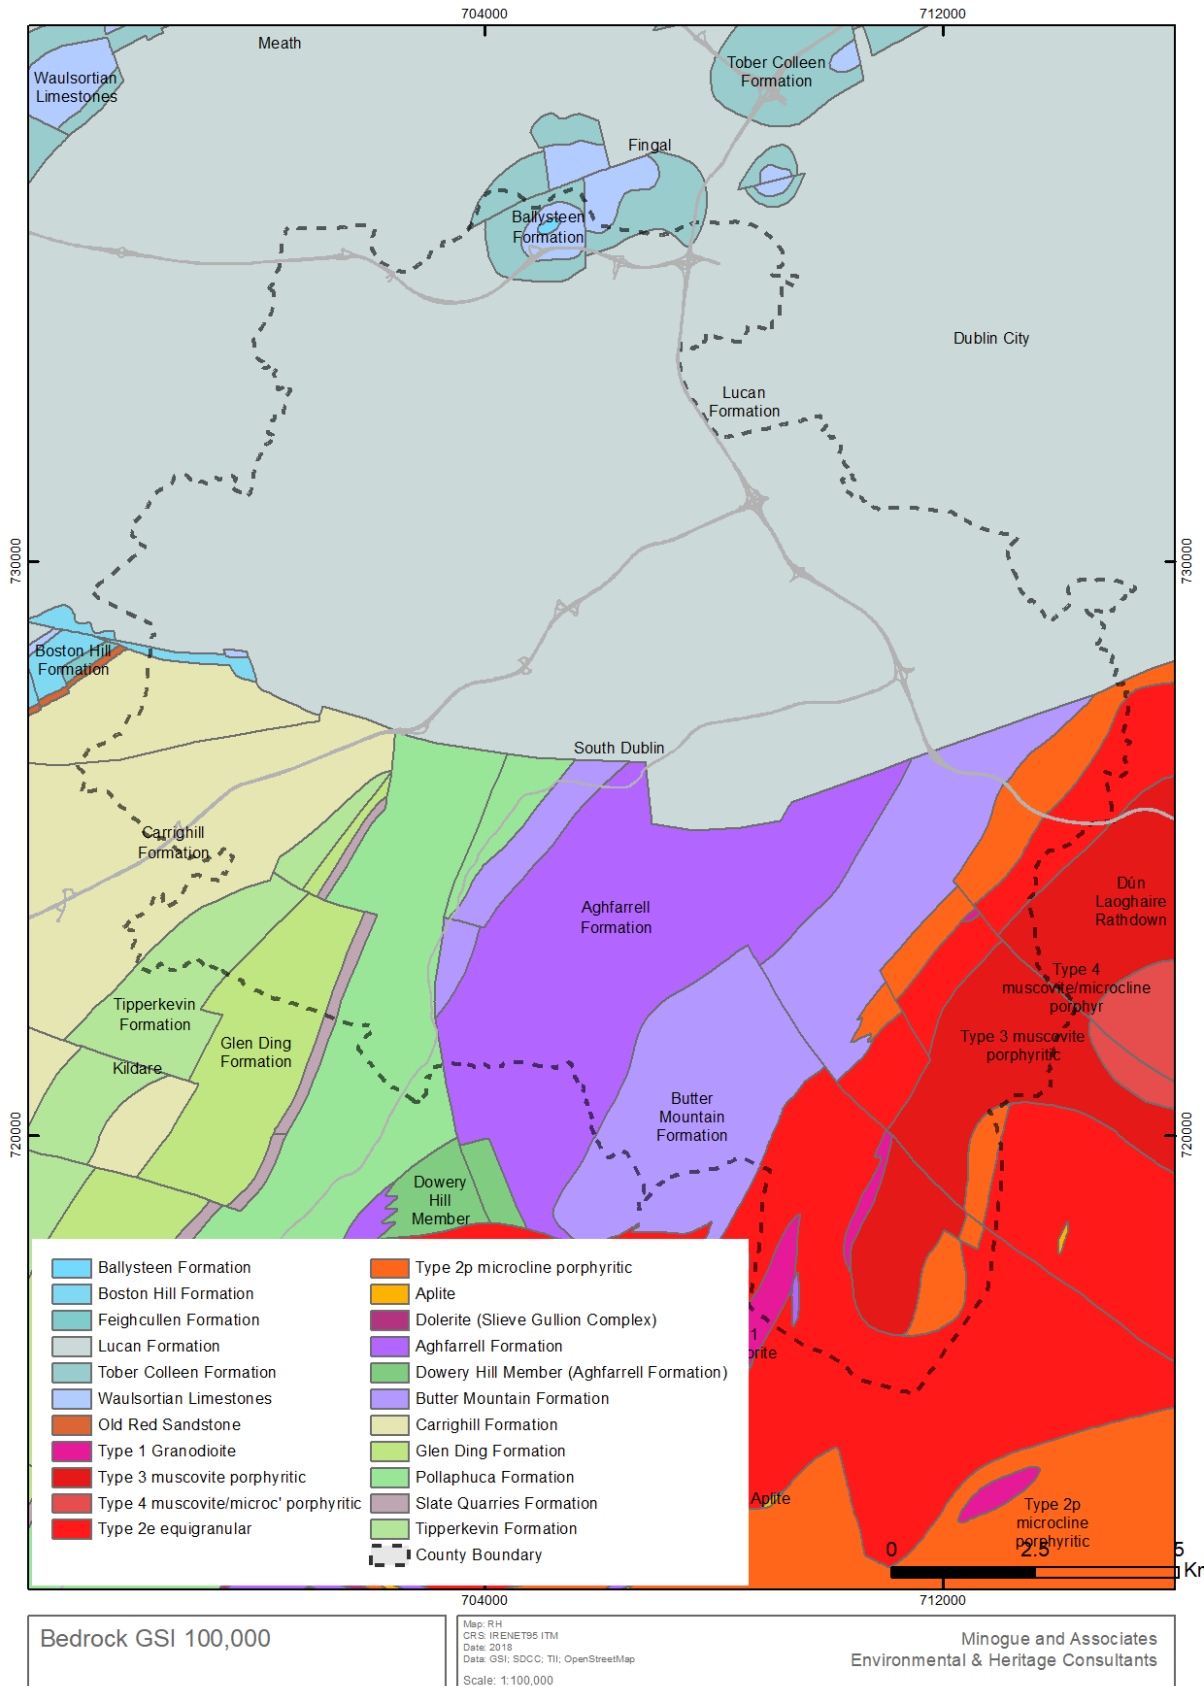 704000
712000
Meath
Waulsortian
Limestones
Tober Colleen
Formation
Fingal
Ballysteen
Formation
Dublin City
Lucan
Formation
730000
730000
Boston Hill
Formation
South Dublin
Carrighill
Formation
Dún
Laoghaire
Rathdown
Aghfarrell
Formation
Type 4
muscovite/microcline
porphyr
Tipperkevin
Formation
Type 3 muscovite
porphyritic
Glen Ding
Formation
Kildare
Butter
Mountain
Formation
720000
720000
Dowery
Hill
Member
Ballysteen Formation
Boston Hill Formation
Feighcullen Formation
Lucan Formation
Tober Colleen Formation
Waulsortian Limestones
Old Red Sandstone
Type 1 Granodioite
Type 3 muscovite porphyritic
Type 4 muscovite/microc' porphyritic
Type 2e equigranular
Type 2p microcline porphyritic
Aplite
Dolerite (Slieve Gullion Complex)
Aghfarrell Formation
Dowery Hill Member (Aghfarrell Formation)
Butter Mountain Formation
Carrighill Formation
Glen Ding Formation
Pollaphuca Formation
Slate Quarries Formation
Tipperkevin Formation
County Boundary
1
orite
Aplite
Type 2p
microcline
porphyritic
0 2.5 5
Km
704000
712000
Bedrock GSI 100,000
Map: RH
CRS: IRENET95 ITM
Date: 2018
Data: GSI; SDCC; TII; OpenStreetMap
Scale: 1:100,000
Minogue and Associates
Environmental & Heritage Consultants